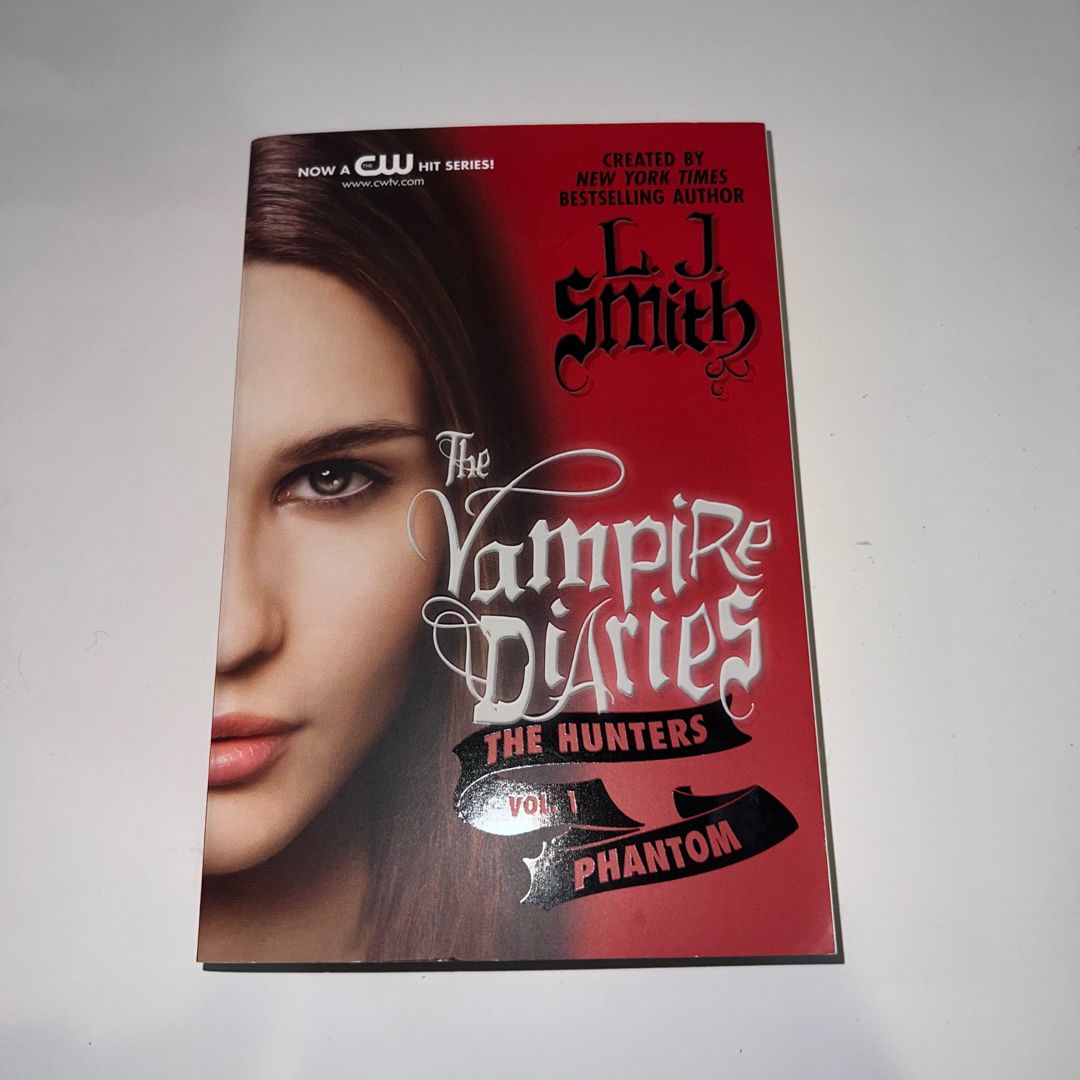 NOW A THE CW HIT SERIES!
www.cwtv.com
CREATED BY
NEW YORK TIMES
BESTSELLING AUTHOR
L. J.
Smith
The
Vampire
Diaries
THE HUNTERS
VOL. 1
PHANTOM